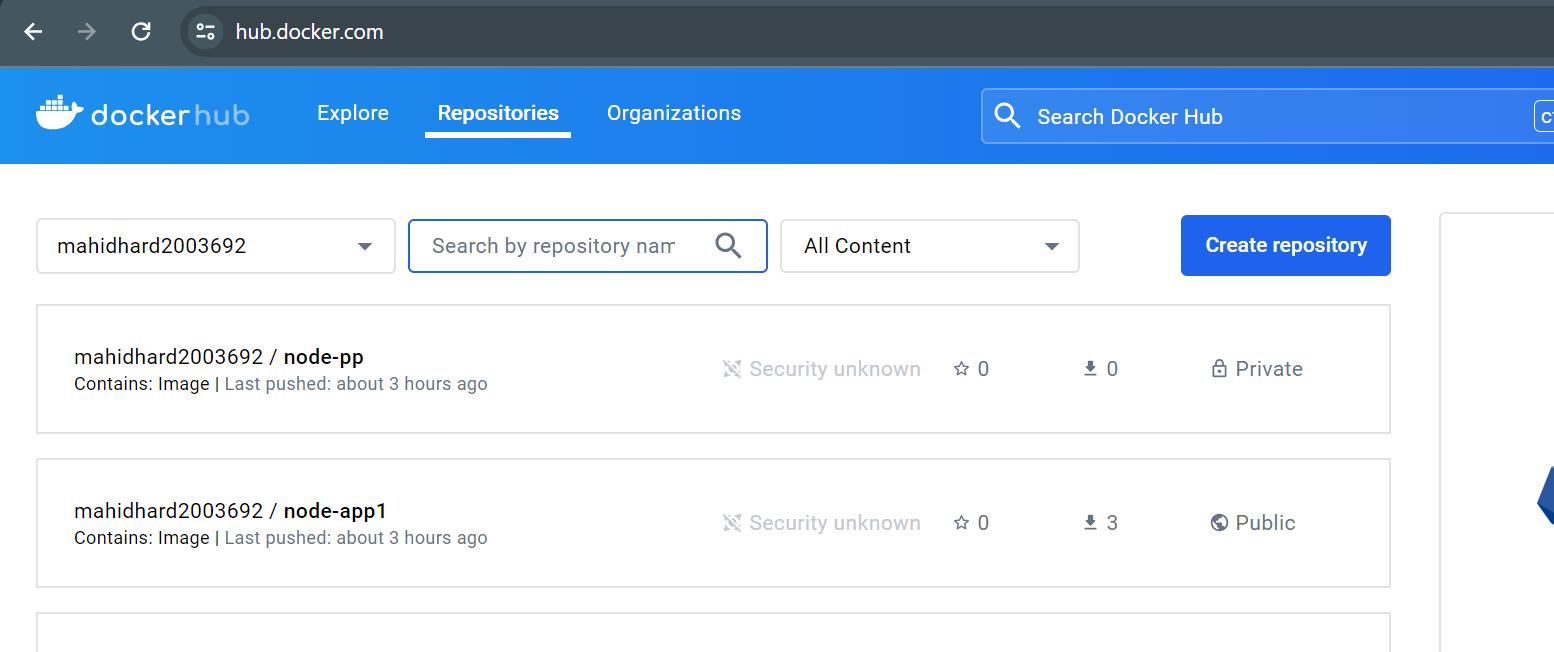 hub.docker.com
dockerhub Explore Repositories Organizations Search Docker Hub
mahidhard2003692 Search by repository nam All Content Create repository
mahidhard2003692 / node-pp
Contains: Image | Last pushed: about 3 hours ago
Security unknown 0 0 Private
mahidhard2003692 / node-app1
Contains: Image | Last pushed: about 3 hours ago
Security unknown 0 3 Public